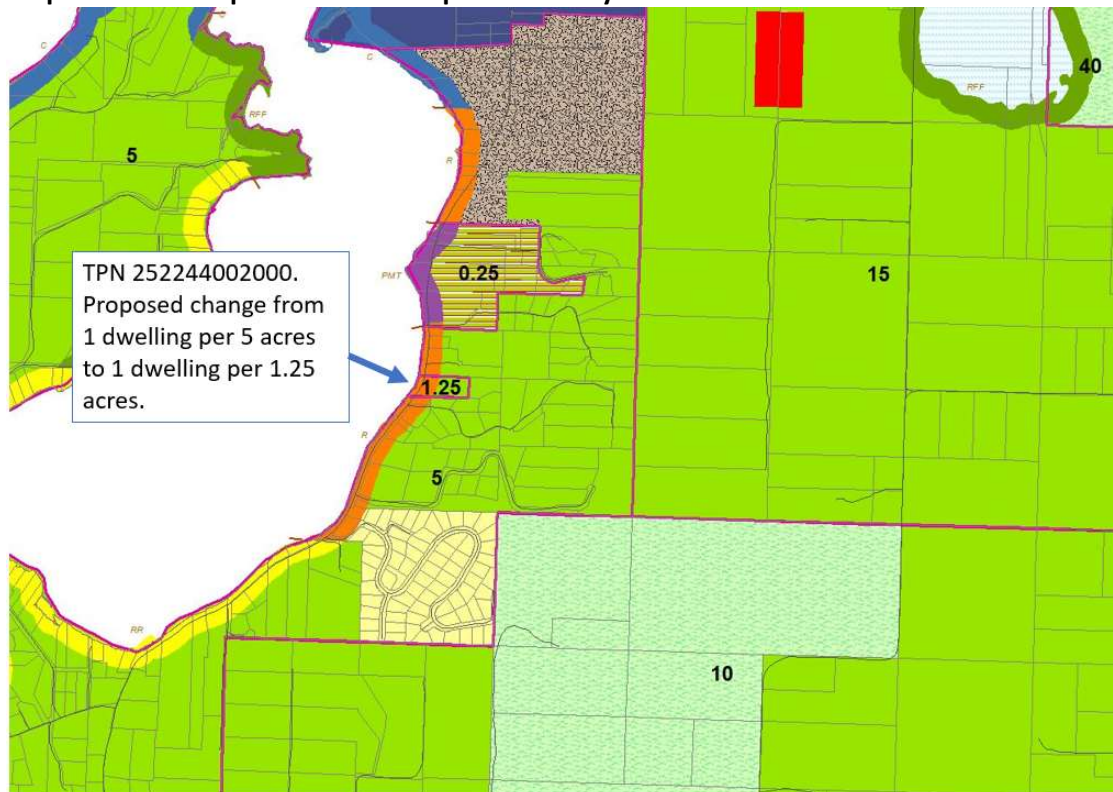 C
C
40
RFF
RFF
5
R
15
PMT
0.25
TPN 252244002000.
Proposed change from
1 dwelling per 5 acres
to 1 dwelling per 1.25
acres.
1.25
R
5
RR
10